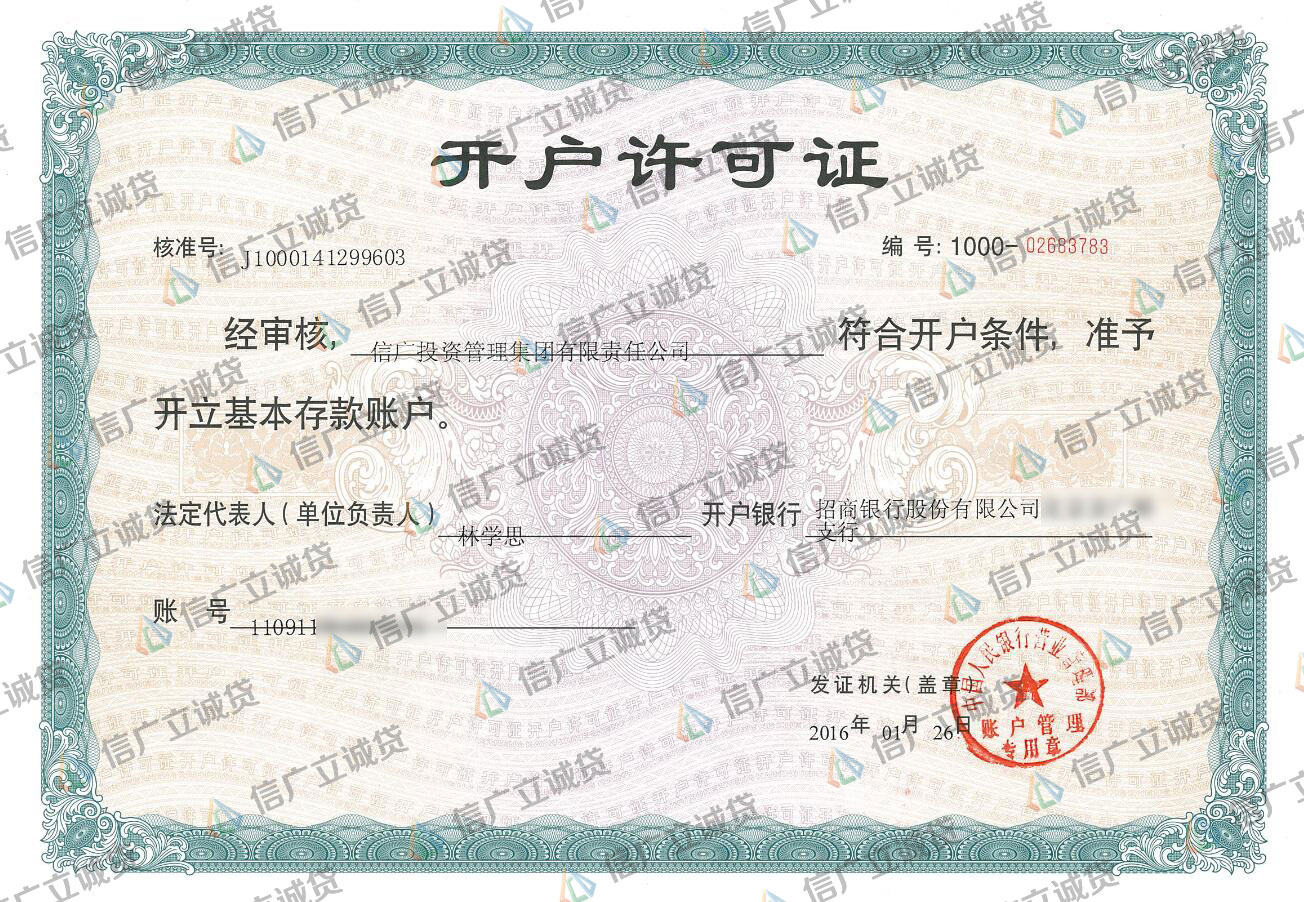 开户许可证
核准号: J1000141299603
编 号: 1000-02683783
经审核, 信广投资管理集团有限责任公司 符合开户条件, 准予
开立基本存款账户。
法定代表人(单位负责人) 林学思
开户银行 招商银行股份有限公司
支行
账 号 110911
发证机关(盖章
2016年 01月 26日
中国人民银行营业管理部
账户管理
专用章
信广立诚贷